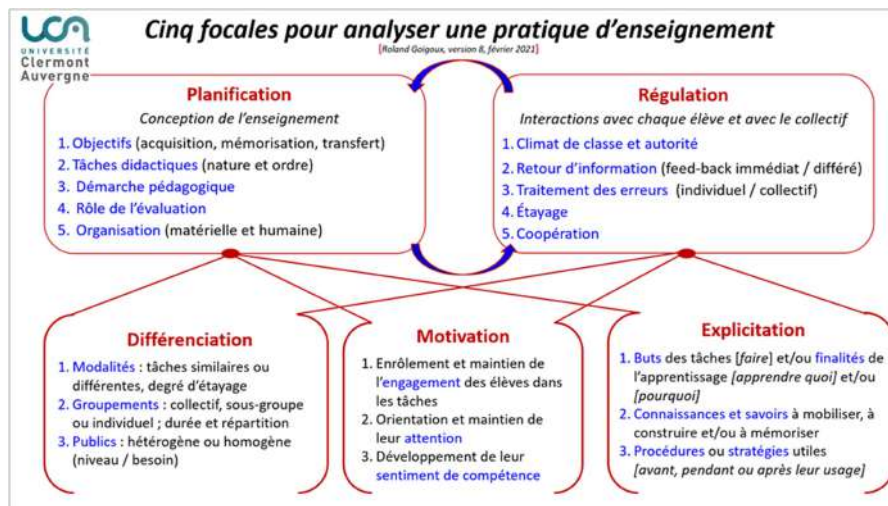 UCA
UNIVERSITÉ
Clermont
Auvergne
Cinq focales pour analyser une pratique d'enseignement
[Roland Goigoux, version 8, février 2021]
Planification
Conception de l'enseignement
1. Objectifs (acquisition, mémorisation, transfert)
2. Tâches didactiques (nature et ordre)
3. Démarche pédagogique
4. Rôle de l'évaluation
5. Organisation (matérielle et humaine)
Régulation
Interactions avec chaque élève et avec le collectif
1. Climat de classe et autorité
2. Retour d'information (feed-back immédiat / différé)
3. Traitement des erreurs (individuel / collectif)
4. Étayage
5. Coopération
Différenciation
1. Modalités : tâches similaires ou
différentes, degré d'étayage
2. Groupements : collectif, sous-groupe
ou individuel ; durée et répartition
3. Publics : hétérogène ou homogène
(niveau / besoin)
Motivation
1. Enrôlement et maintien de
l'engagement des élèves dans
les tâches
2. Orientation et maintien de
leur attention
3. Développement de leur
sentiment de compétence
Explicitation
1. Buts des tâches [faire] et/ou finalités de
l'apprentissage [apprendre quoi] et/ou
[pourquoi]
2. Connaissances et savoirs à mobiliser, à
construire et/ou à mémoriser
3. Procédures ou stratégies utiles
[avant, pendant ou après leur usage]